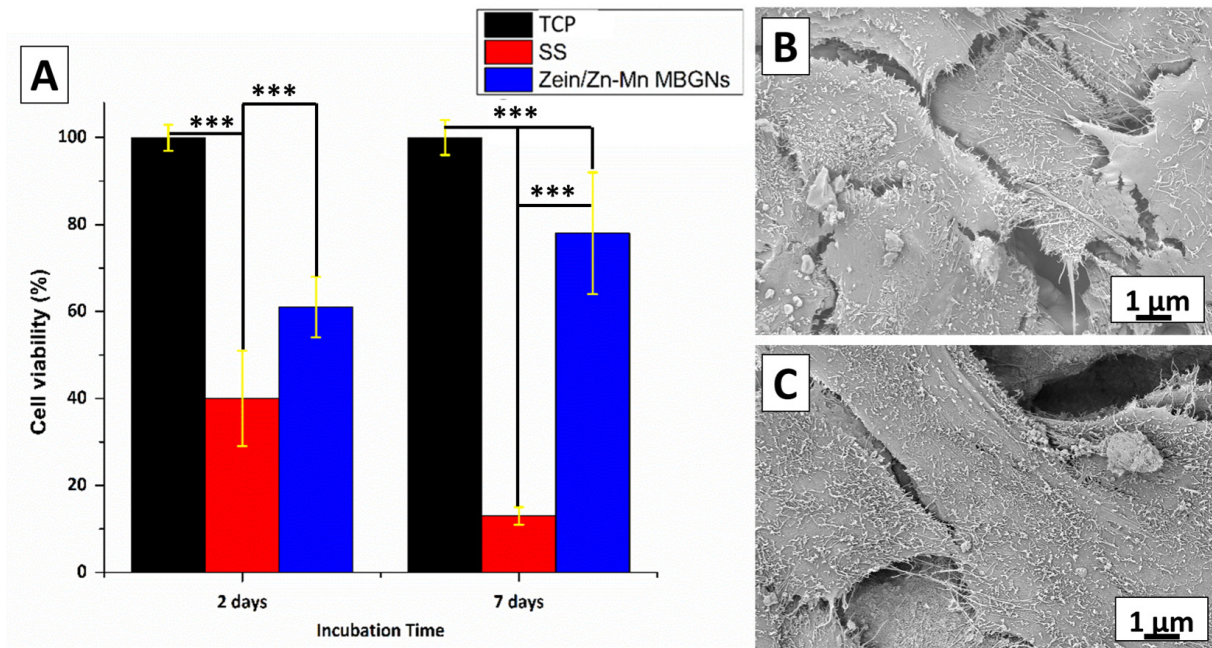 TCP
SS
Zein/Zn-Mn MBGNs
A
***
***
***
***
100
80
60
40
20
0
Cell viability (%)
2 days
7 days
Incubation Time
B
1 µm
C
1 µm